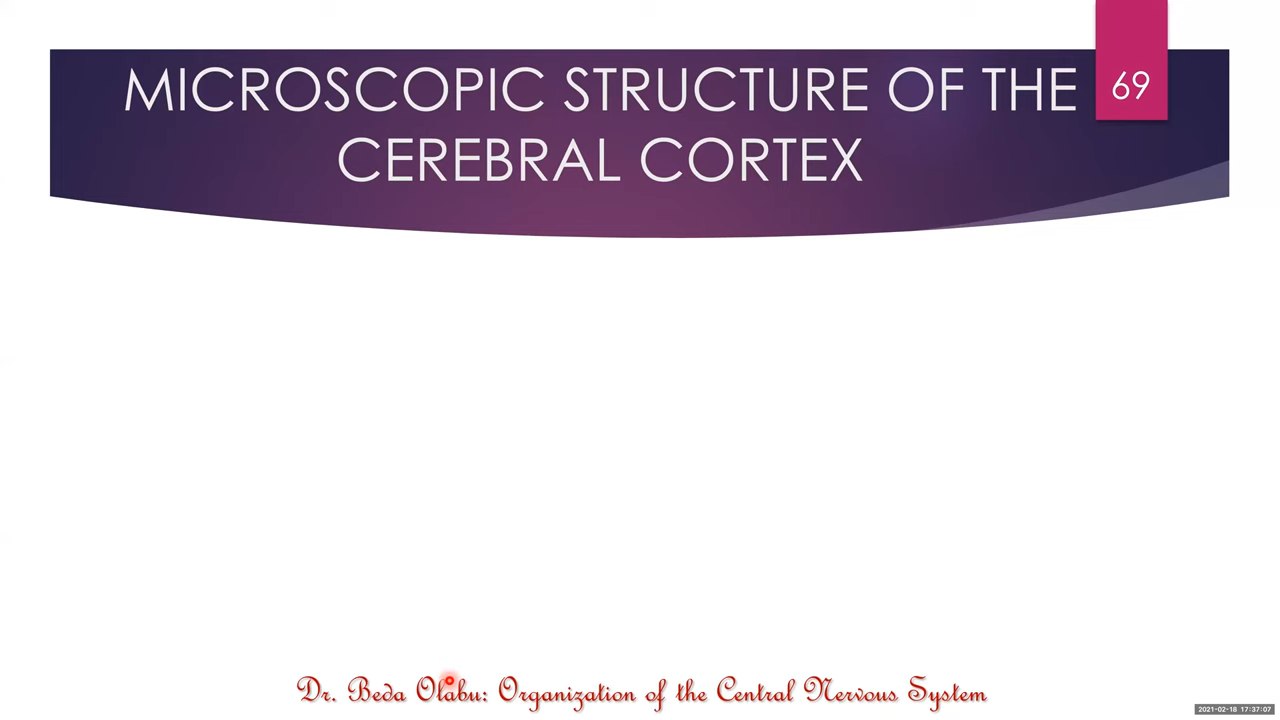 MICROSCOPIC STRUCTURE OF THE
CEREBRAL CORTEX
69
Dr. Beda Olabu: Organization of the Central Nervous System
2021-02-18 17:37:07